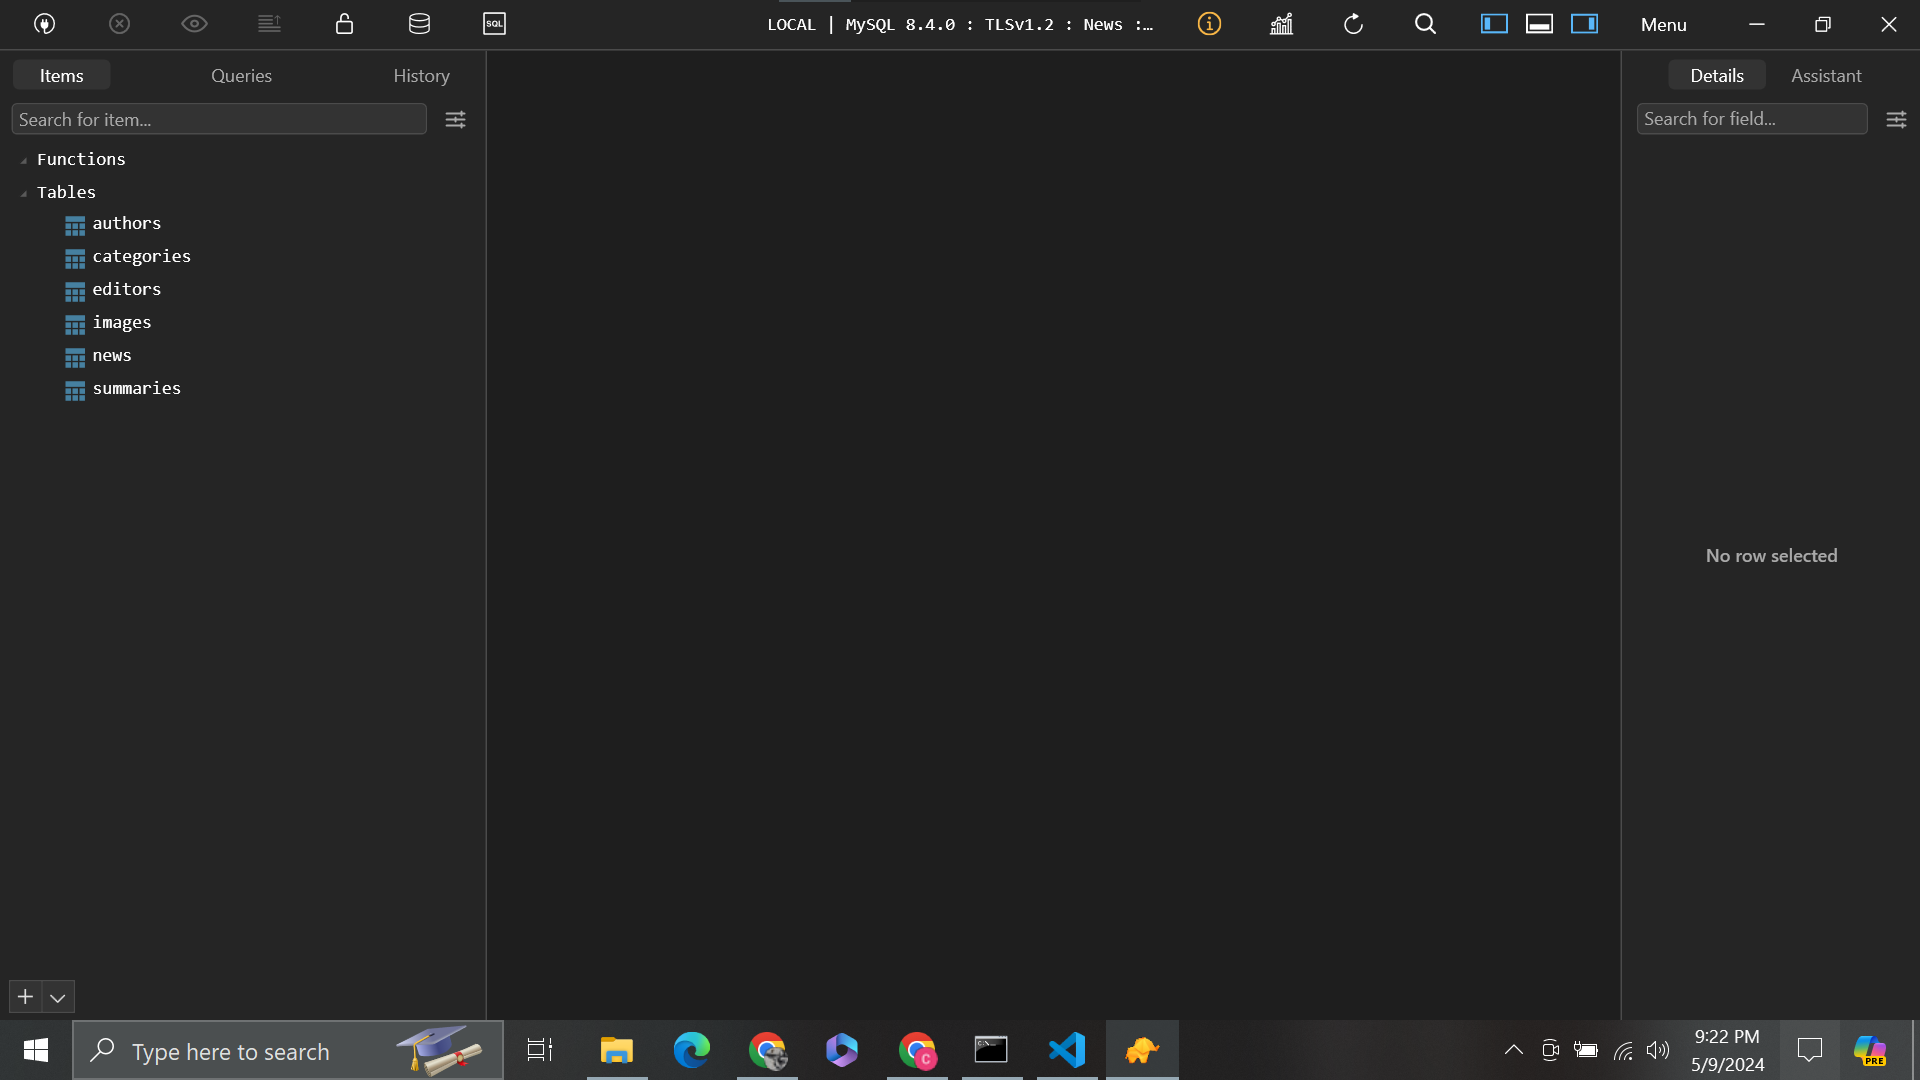 SQL
LOCAL | MySQL 8.4.0 : TLSv1.2 : News :…
Menu
Items
Queries
History
Details
Assistant
Search for item...
Search for field...
Functions
Tables
authors
categories
editors
images
news
summaries
No row selected
Type here to search
C
9:22 PM
5/9/2024
PRE